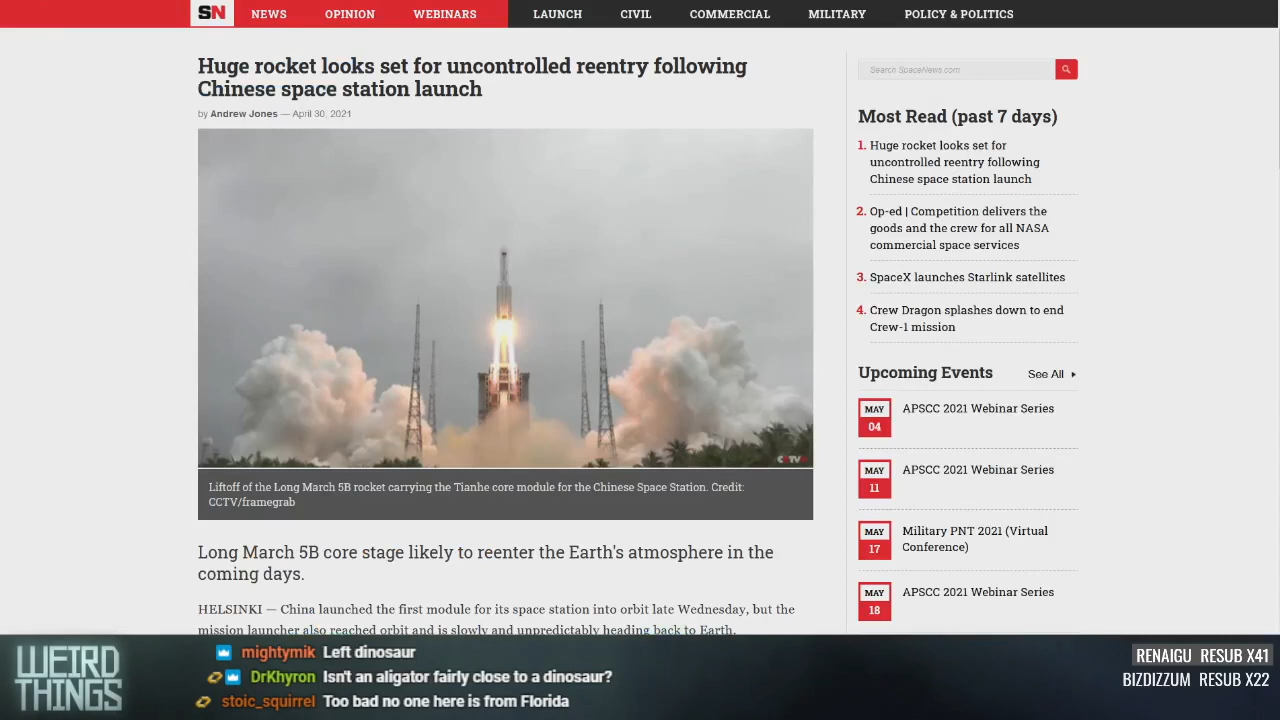 SN NEWS OPINION WEBINARS LAUNCH CIVIL COMMERCIAL MILITARY POLICY & POLITICS
Huge rocket looks set for uncontrolled reentry following
Chinese space station launch
by Andrew Jones — April 30, 2021
CCTV
Liftoff of the Long March 5B rocket carrying the Tianhe core module for the Chinese Space Station. Credit:
CCTV/framegrab
Long March 5B core stage likely to reenter the Earth's atmosphere in the
coming days.
HELSINKI — China launched the first module for its space station into orbit late Wednesday, but the
mission launcher also reached orbit and is slowly and unpredictably heading back to Earth.
Search SpaceNews.com
Most Read (past 7 days)
1. Huge rocket looks set for
uncontrolled reentry following
Chinese space station launch
2. Op-ed | Competition delivers the
goods and the crew for all NASA
commercial space services
3. SpaceX launches Starlink satellites
4. Crew Dragon splashes down to end
Crew-1 mission
Upcoming Events See All
MAY
04
APSCC 2021 Webinar Series
MAY
11
APSCC 2021 Webinar Series
MAY
17
Military PNT 2021 (Virtual
Conference)
MAY
18
APSCC 2021 Webinar Series
WEIRD
THINGS
mightymik Left dinosaur
DrKhyron Isn't an aligator fairly close to a dinosaur?
stoic_squirrel Too bad no one here is from Florida
RENAIGU RESUB X41
BIZDIZZUM RESUB X22